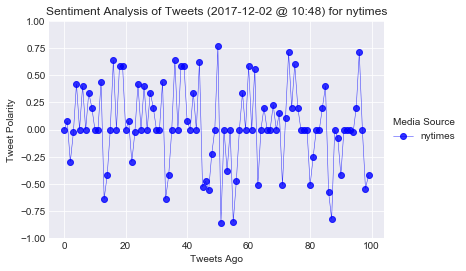 Sentiment Analysis of Tweets (2017-12-02 @ 10:48) for nytimes
1.00
0.75
0.50
0.25
0.00
−0.25
−0.50
−0.75
−1.00
Tweet Polarity
0 20 40 60 80 100
Tweets Ago
Media Source
nytimes